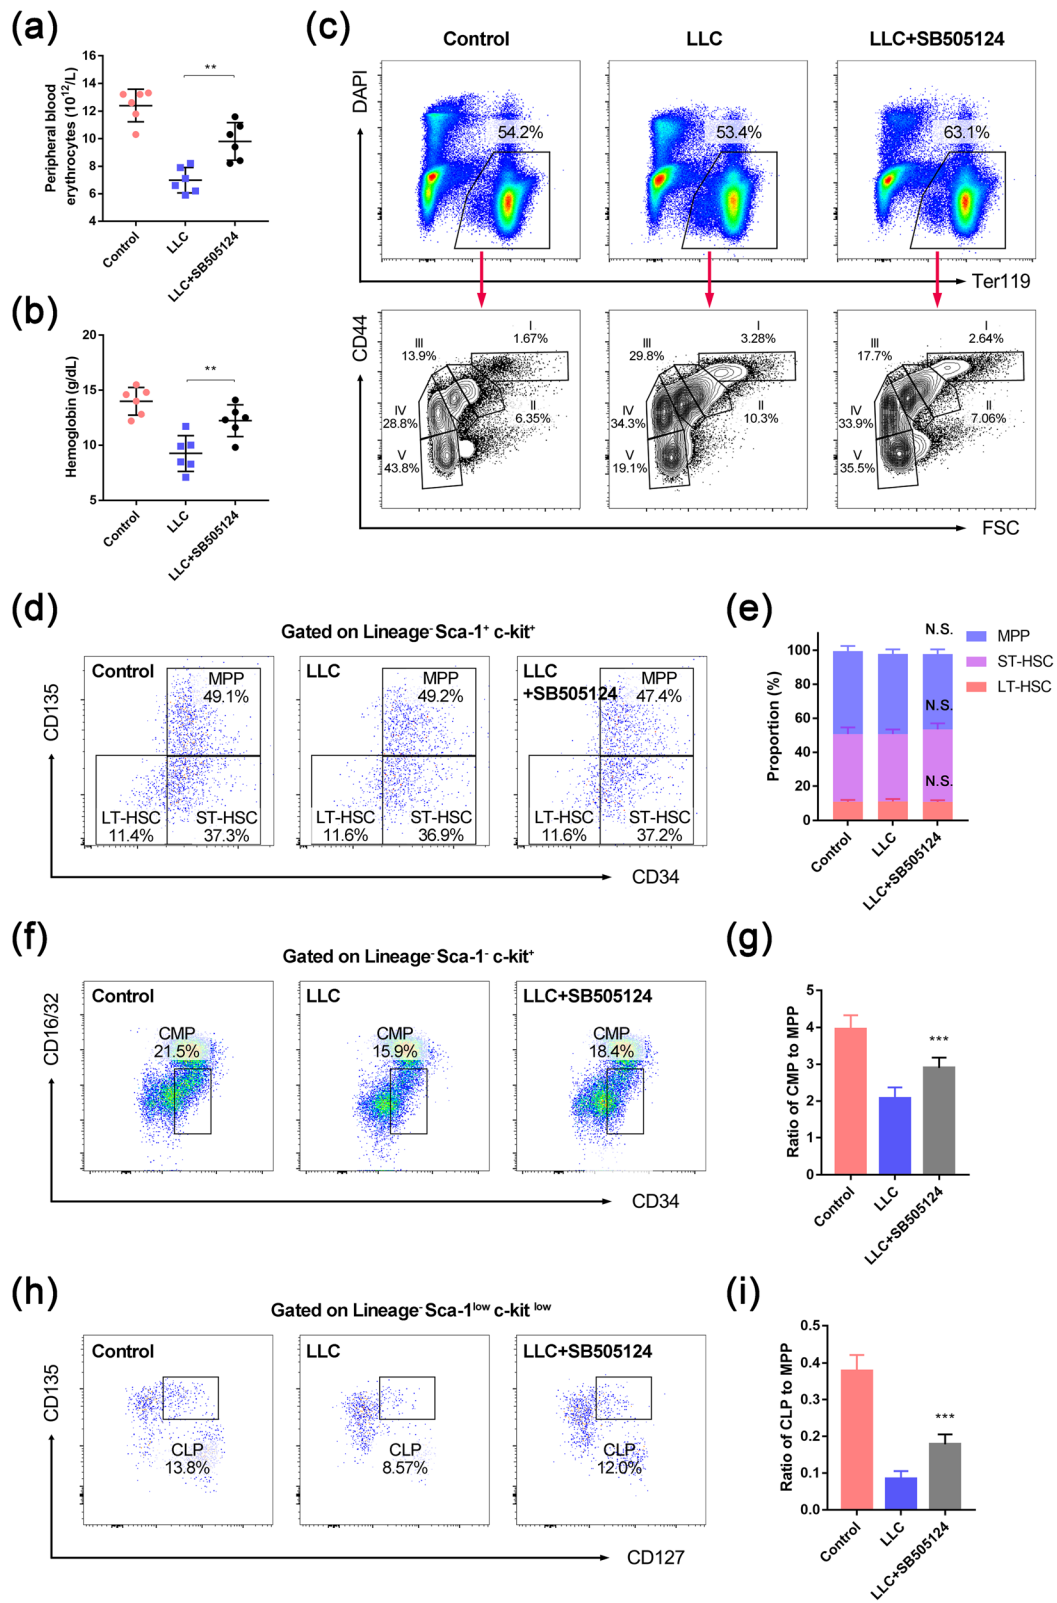 (a)
Peripheral blood
erythrocytes (10¹²/L)
16
14
12
10
8
6
4
**
Control
LLC
LLC+SB505124
(b)
Hemoglobin (g/dL)
20
15
10
5
**
Control
LLC
LLC+SB505124
(c)
Control
LLC
LLC+SB505124
DAPI
54.2%
53.4%
63.1%
Ter119
CD44
I
1.67%
III
13.9%
IV
28.8%
II
6.35%
V
43.8%
I
3.28%
III
29.8%
IV
34.3%
II
10.3%
V
19.1%
I
2.64%
III
17.7%
IV
33.9%
II
7.06%
V
35.5%
FSC
(d)
Gated on Lineage⁻ Sca-1⁺ c-kit⁺
CD135
Control
MPP
49.1%
LT-HSC
11.4%
ST-HSC
37.3%
LLC
MPP
49.2%
LT-HSC
11.6%
ST-HSC
36.9%
LLC
+SB505124
MPP
47.4%
LT-HSC
11.6%
ST-HSC
37.2%
CD34
(e)
Proportion (%)
100
80
60
40
20
0
N.S.
N.S.
N.S.
MPP
ST-HSC
LT-HSC
Control
LLC
LLC+SB505124
(f)
Gated on Lineage⁻ Sca-1⁻ c-kit⁺
CD16/32
Control
CMP
21.5%
LLC
CMP
15.9%
LLC+SB505124
CMP
18.4%
CD34
(g)
Ratio of CMP to MPP
5
4
3
2
1
0
***
Control
LLC
LLC+SB505124
(h)
Gated on Lineage⁻ Sca-1ˡᵒʷ c-kit ˡᵒʷ
CD135
Control
CLP
13.8%
LLC
CLP
8.57%
LLC+SB505124
CLP
12.0%
CD127
(i)
Ratio of CLP to MPP
0.5
0.4
0.3
0.2
0.1
0.0
***
Control
LLC
LLC+SB505124